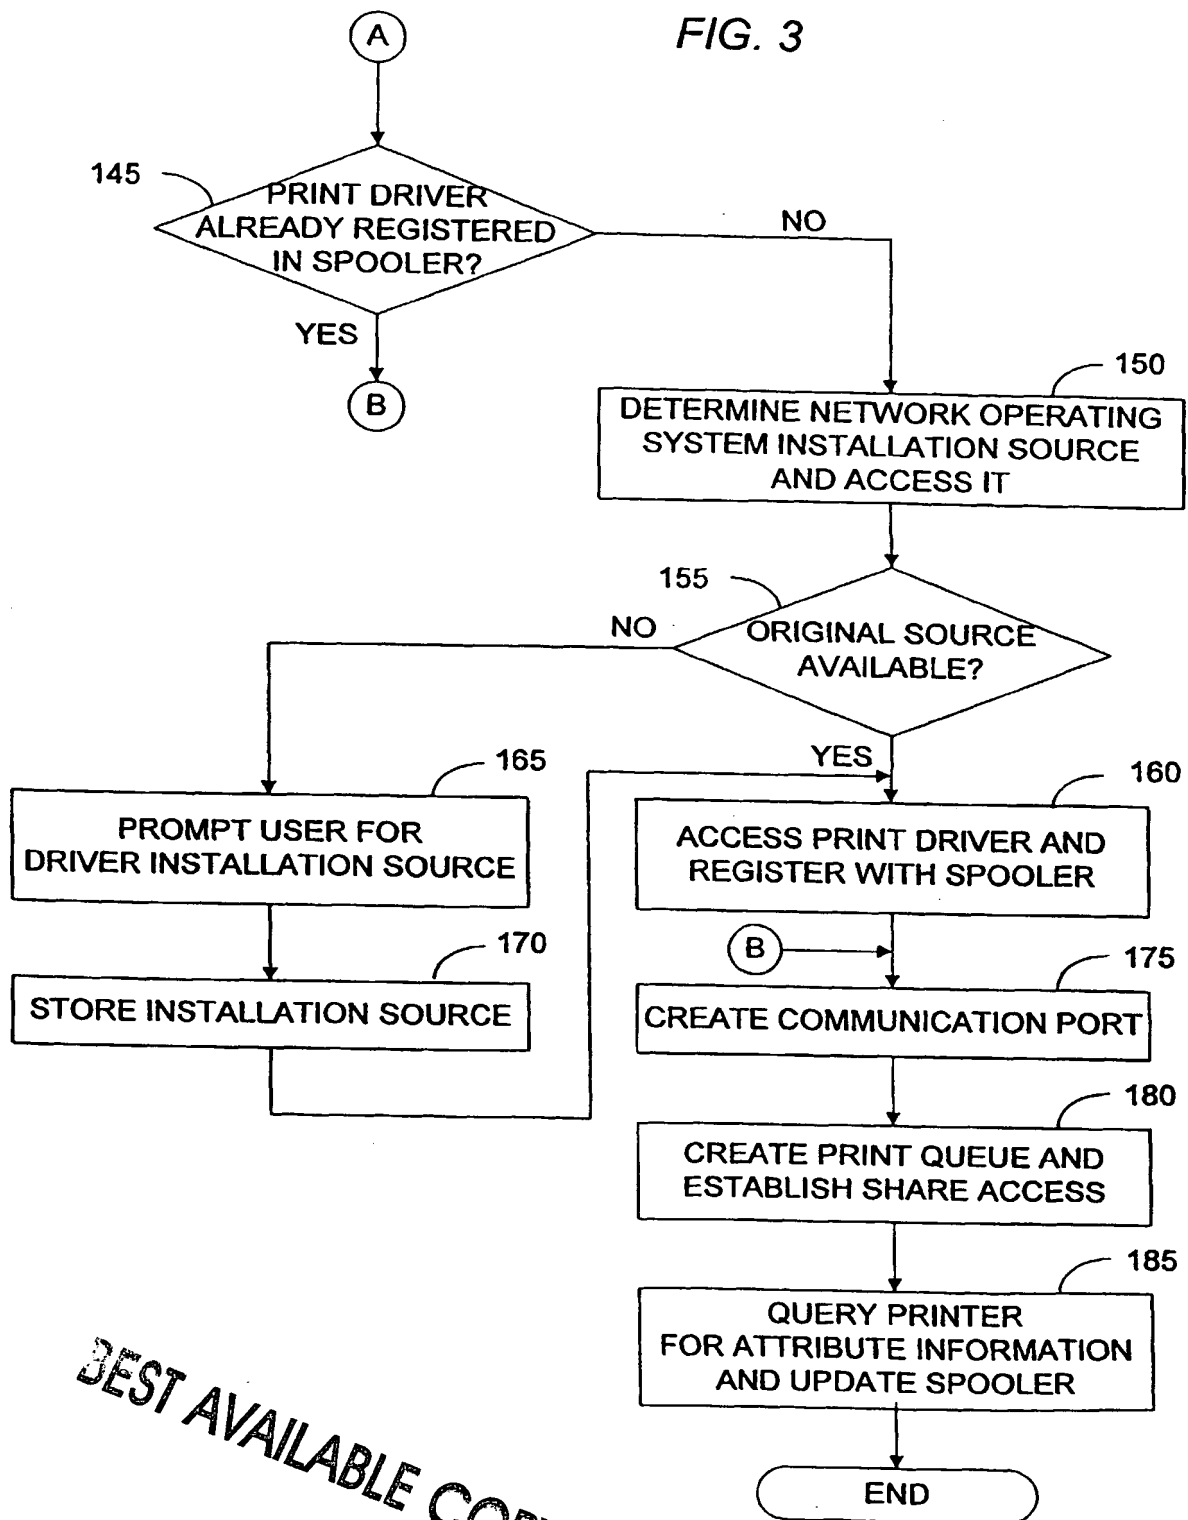 A
FIG. 3
145
PRINT DRIVER
ALREADY REGISTERED
IN SPOOLER?
NO
YES
B
150
DETERMINE NETWORK OPERATING
SYSTEM INSTALLATION SOURCE
AND ACCESS IT
155
NO
ORIGINAL SOURCE
AVAILABLE?
YES
165
PROMPT USER FOR
DRIVER INSTALLATION SOURCE
160
ACCESS PRINT DRIVER AND
REGISTER WITH SPOOLER
170
STORE INSTALLATION SOURCE
B
175
CREATE COMMUNICATION PORT
180
CREATE PRINT QUEUE AND
ESTABLISH SHARE ACCESS
185
QUERY PRINTER
FOR ATTRIBUTE INFORMATION
AND UPDATE SPOOLER
BEST AVAILABLE
END